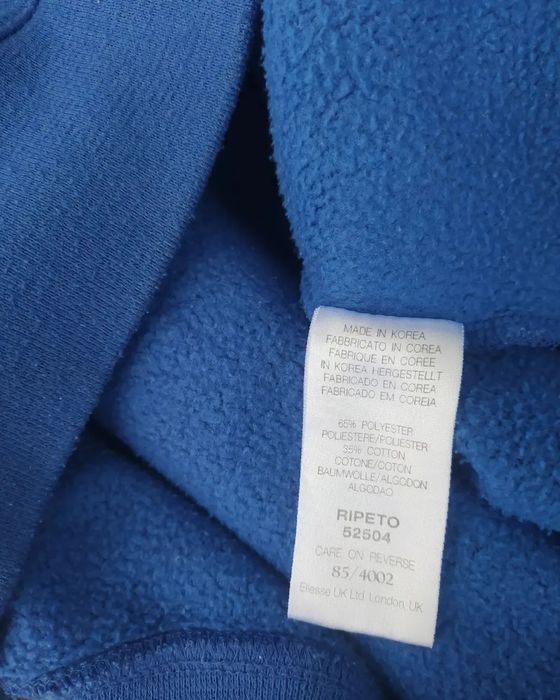 MADE IN KOREA
FABBRICATO IN COREA
FABRIQUE EN COREE
IN KOREA HERGESTELLT
FABRICADO EN COREA
FABRICADO EM COREIA
65% POLYESTER
POLIESTERE/POLIESTER
35% COTTON
COTONE/COTON
BAUMWOLLE/ALGODON
ALGODAO
RIPETO
52504
CARE ON REVERSE
85/4002
Ellesse UK Ltd. London, UK